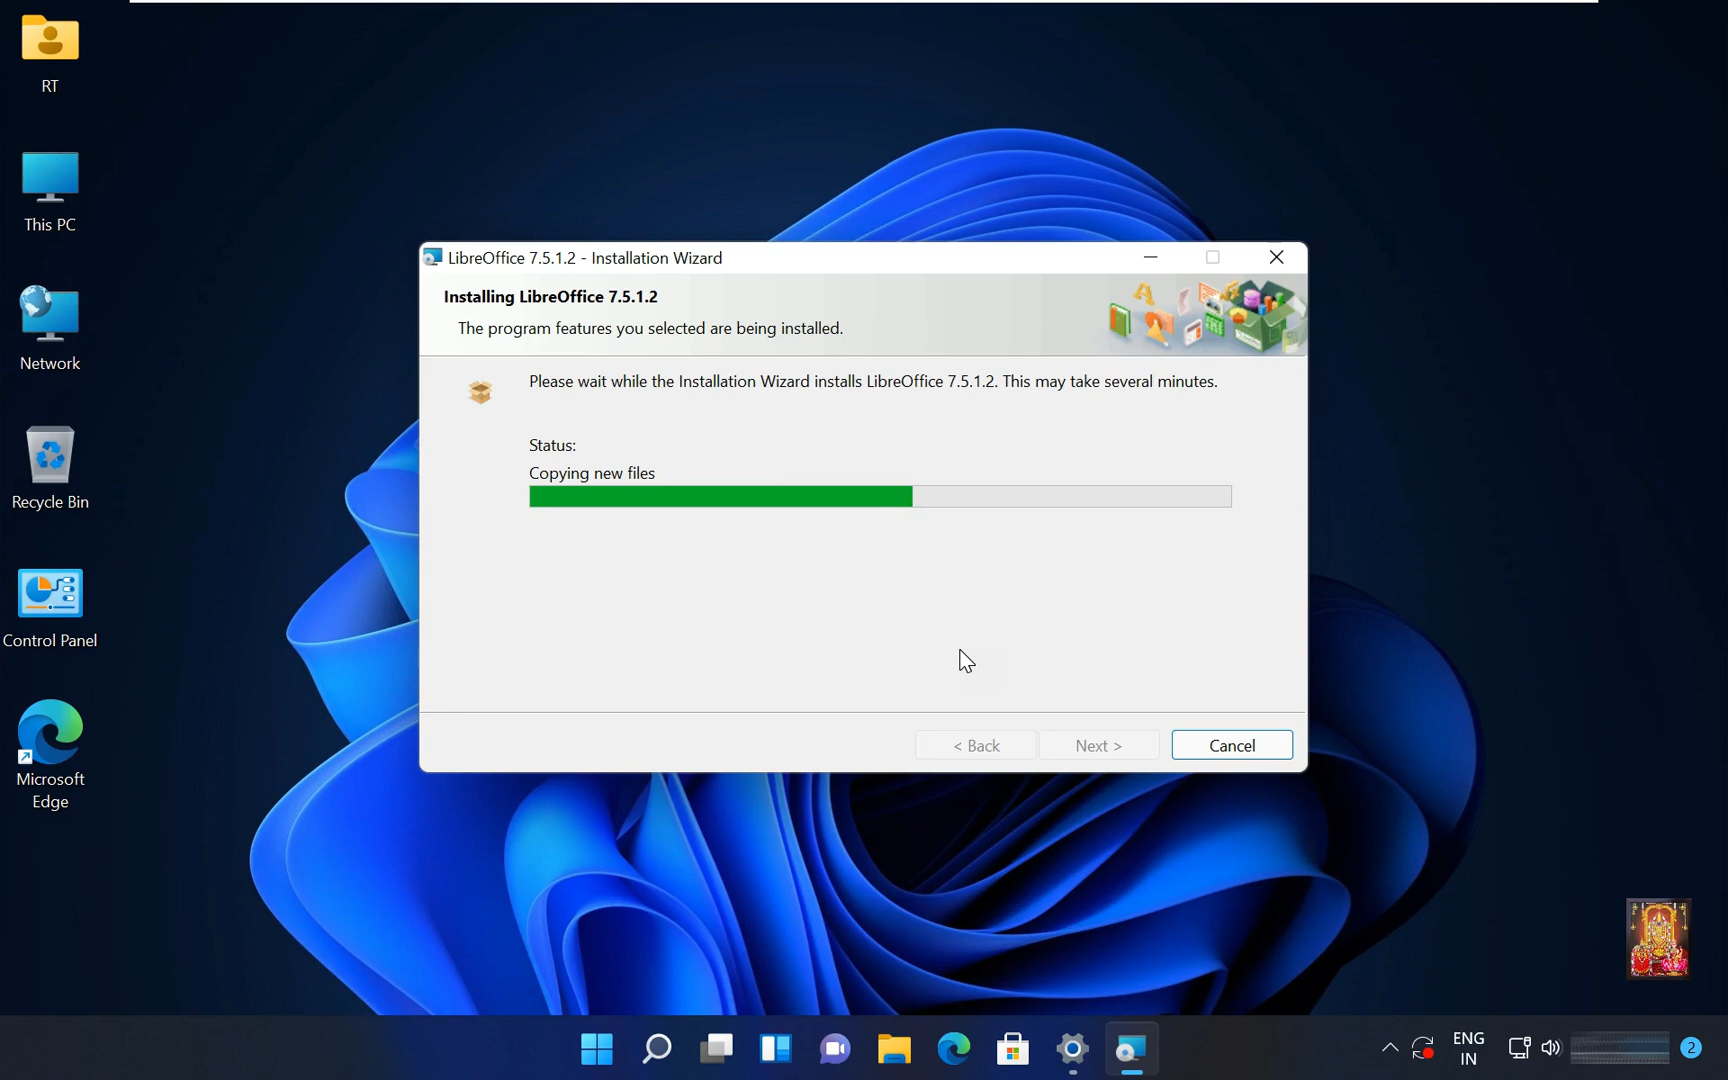 RT
This PC
Network
Recycle Bin
Control Panel
Microsoft
Edge
LibreOffice 7.5.1.2 - Installation Wizard
Installing LibreOffice 7.5.1.2
The program features you selected are being installed.
Please wait while the Installation Wizard installs LibreOffice 7.5.1.2. This may take several minutes.
Status:
Copying new files
< Back
Next >
Cancel
ENG
IN
2